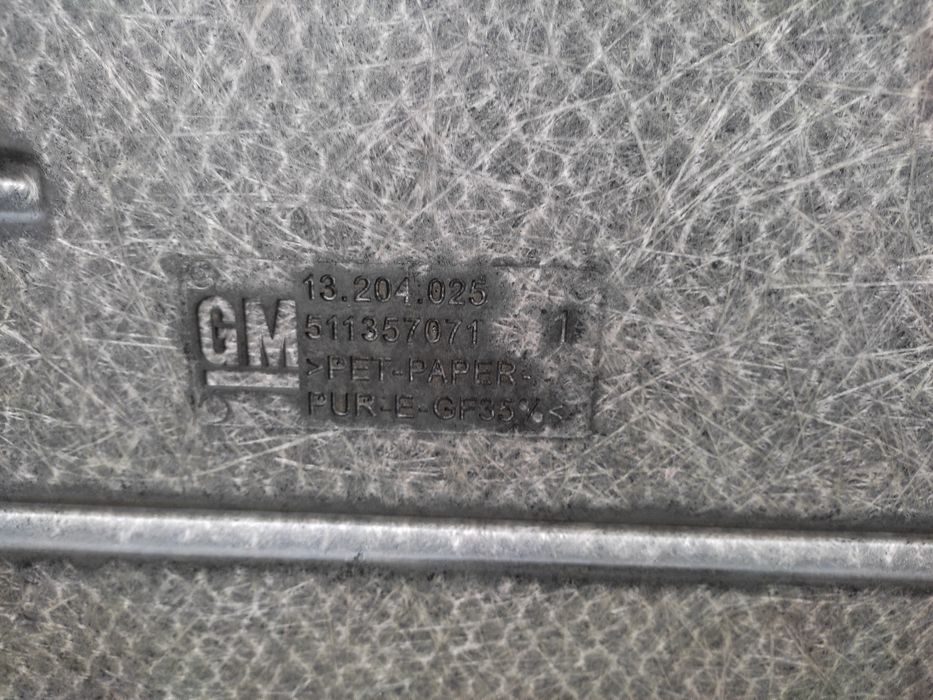 GM
13.204.025
511357071 1
>PET-PAPER-
PUR-E-GF35%<